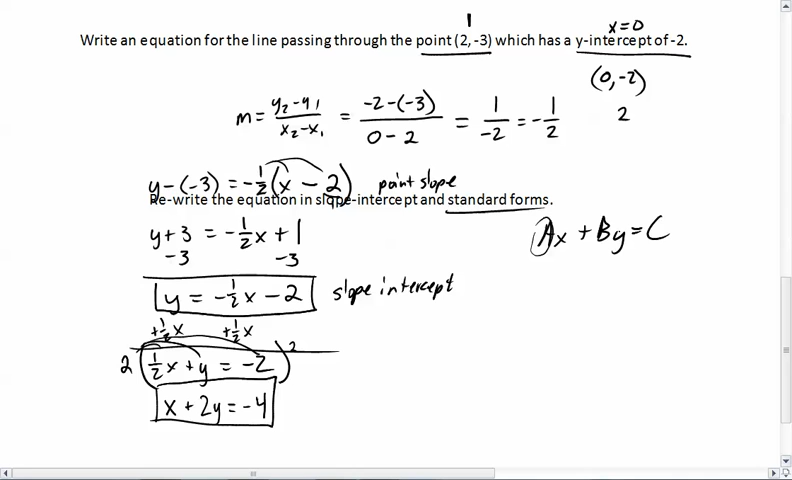 1
x=0
Write an equation for the line passing through the point (2,-3) which has a y-intercept of -2.
(0,-2)
2
m = y₂-y₁/x₂-x₁ = -2-(-3)/0-2 = 1/-2 = -1/2
y-(-3) = -1/2(x - 2) point slope
Re-write the equation in slope-intercept and standard forms.
y+3 = -1/2x + 1
Ax + By = C
-3 -3
y = -1/2x - 2 slope intercept
+1/2x +1/2x
2(1/2x + y = -2)2
x + 2y = -4